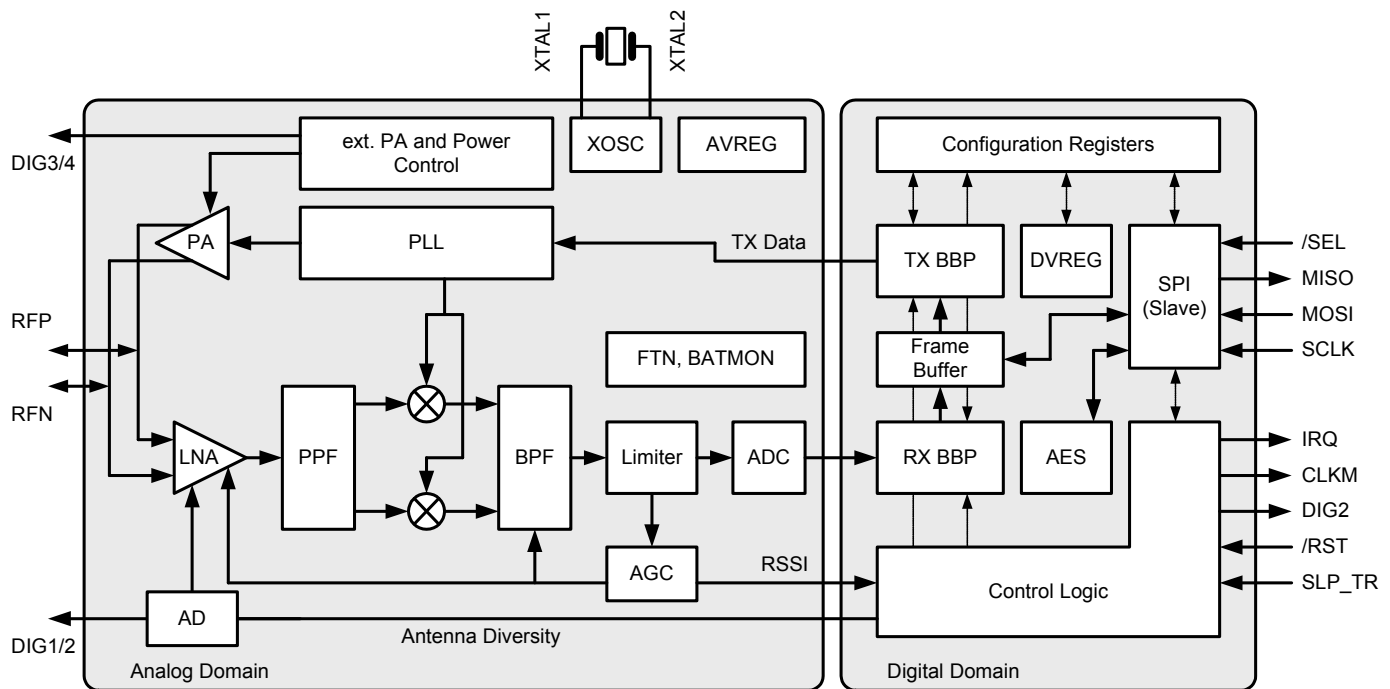 XTAL1
XTAL2
DIG3/4
ext. PA and Power
Control
XOSC
AVREG
Configuration Registers
PA
PLL
TX Data
TX BBP
DVREG
SPI
(Slave)
/SEL
MISO
MOSI
SCLK
RFP
RFN
FTN, BATMON
Frame
Buffer
LNA
PPF
BPF
Limiter
ADC
RX BBP
AES
IRQ
CLKM
DIG2
/RST
SLP_TR
AGC
RSSI
Control Logic
AD
DIG1/2
Antenna Diversity
Analog Domain
Digital Domain